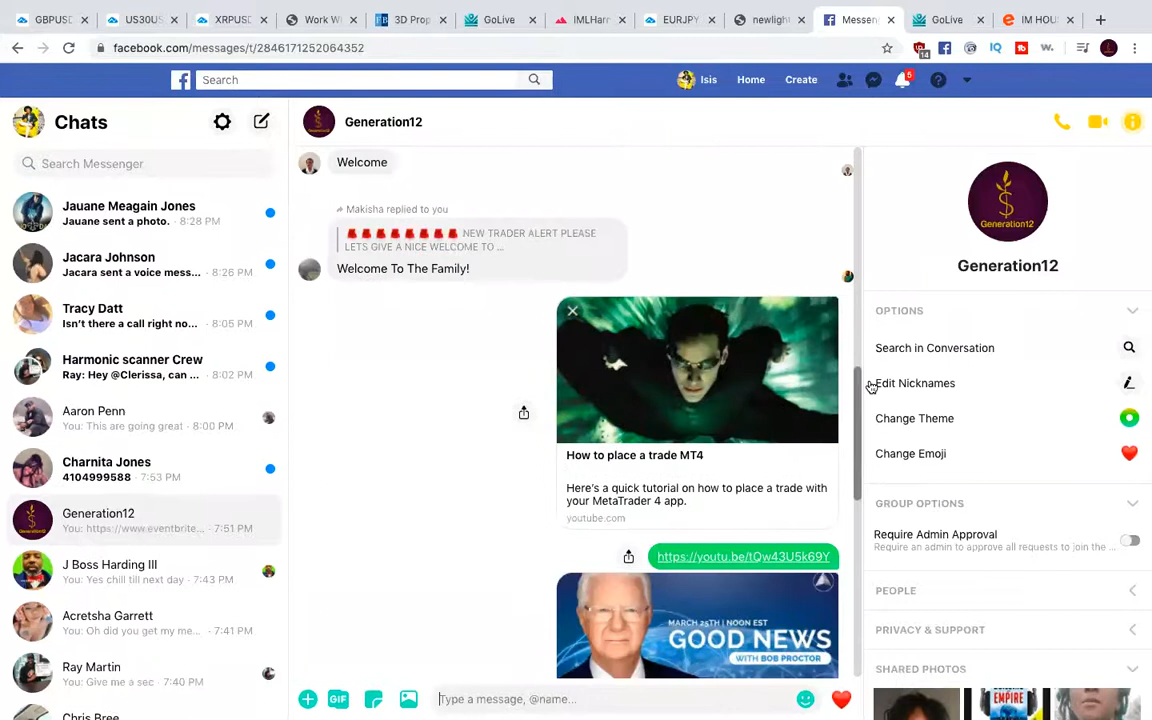 GBPUSD
US30US
XRPUSD
Work W
3D Prop
GoLive
IMLHarr
EURJPY
newlight
Messen
GoLive
IM HOU
facebook.com/messages/t/2846171252064352
14
IQ
w.
Search
Isis
Home
Create
Chats
Search Messenger
Jauane Meagain Jones
Jauane sent a photo. · 8:28 PM
Jacara Johnson
Jacara sent a voice mess... · 8:26 PM
Tracy Datt
Isn't there a call right no... · 8:05 PM
Harmonic scanner Crew
Ray: Hey @Clerissa, can ... · 8:02 PM
Aaron Penn
You: This are going great · 8:00 PM
Charnita Jones
4104999588 · 7:53 PM
Generation12
You: https://www.eventbrite... · 7:51 PM
J Boss Harding III
You: Yes chill till next day · 7:43 PM
Acretsha Garrett
You: Oh did you get my me... · 7:41 PM
Ray Martin
You: Give me a sec · 7:40 PM
Chris Bree
Generation12
Welcome
Makisha replied to you
NEW TRADER ALERT PLEASE
LETS GIVE A NICE WELCOME TO ...
Welcome To The Family!
How to place a trade MT4
Here's a quick tutorial on how to place a trade with
your MetaTrader 4 app.
youtube.com
https://youtu.be/tQw43U5k69Y
MARCH 25TH | NOON EST
GOOD NEWS
WITH BOB PROCTOR
GIF
Type a message, @name...
Generation12
Generation12
OPTIONS
Search in Conversation
Edit Nicknames
Change Theme
Change Emoji
GROUP OPTIONS
Require Admin Approval
Require an admin to approve all requests to join the ...
PEOPLE
PRIVACY & SUPPORT
SHARED PHOTOS
EMPIRE